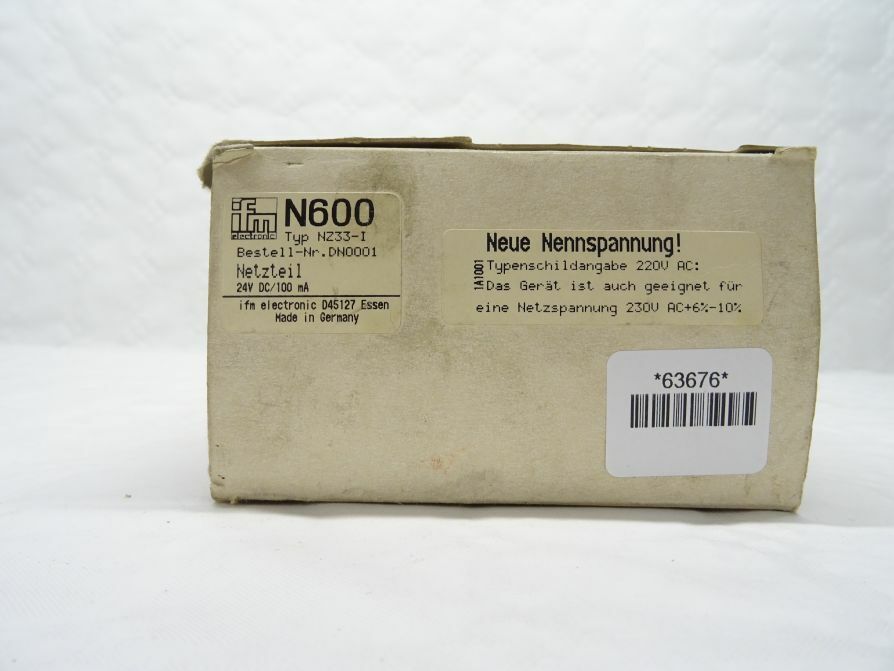 ifm electronic
N600
Typ NZ33-I
Bestell-Nr.DN0001
Netzteil
24V DC/100 mA
ifm electronic D45127 Essen
Made in Germany
Neue Nennspannung!
1A1001
Typenschildangabe 220V AC:
Das Gerät ist auch geeignet für
eine Netzspannung 230V AC+6%-10%
*63676*